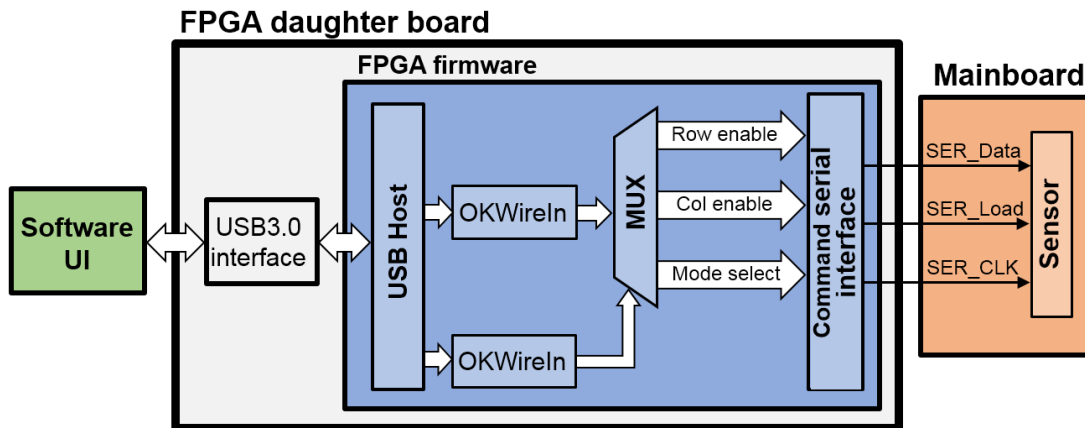 FPGA daughter board
FPGA firmware
Mainboard
Software
UI
USB3.0
interface
USB Host
OKWireIn
OKWireIn
MUX
Row enable
Col enable
Mode select
Command serial
interface
SER_Data
SER_Load
SER_CLK
Sensor